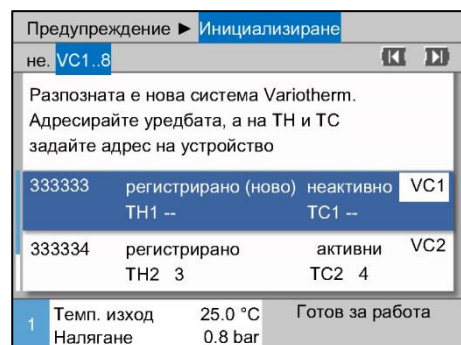 Предупреждение ► Инициализиране
не. VC1..8
Разпозната е нова система Variotherm.
Адресирайте уредбата, а на TH и TC
задайте адрес на устройство
333333 регистрирано (ново) неактивно VC1
TH1 -- TC1 --
333334 регистрирано активни VC2
TH2 3 TC2 4
1 Темп. изход 25.0 °C Готов за работа
Налягане 0.8 bar